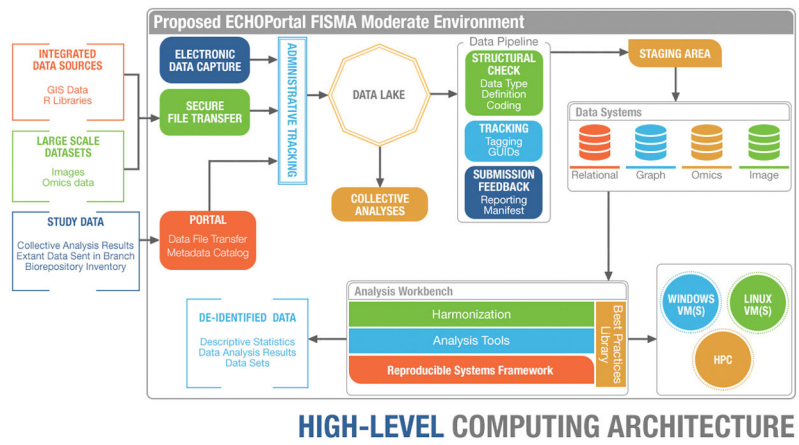 Proposed ECHOPortal FISMA Moderate Environment
INTEGRATED
DATA SOURCES
GIS Data
R Libraries
LARGE SCALE
DATASETS
Images
Omics data
STUDY DATA
Collective Analysis Results
Extant Data Sent in Branch
Biorepository Inventory
ELECTRONIC
DATA CAPTURE
SECURE
FILE TRANSFER
PORTAL
Data File Transfer
Metadata Catalog
ADMINISTRATIVE TRACKING
DATA LAKE
COLLECTIVE
ANALYSES
Data Pipeline
STRUCTURAL
CHECK
Data Type
Definition
Coding
TRACKING
Tagging
GUIDs
SUBMISSION
FEEDBACK
Reporting
Manifest
STAGING AREA
Data Systems
Relational
Graph
Omics
Image
Analysis Workbench
Harmonization
Analysis Tools
Reproducible Systems Framework
Best Practices
Library
DE-IDENTIFIED DATA
Descriptive Statistics
Data Analysis Results
Data Sets
WINDOWS
VM(S)
LINUX
VM(S)
HPC
HIGH-LEVEL COMPUTING ARCHITECTURE